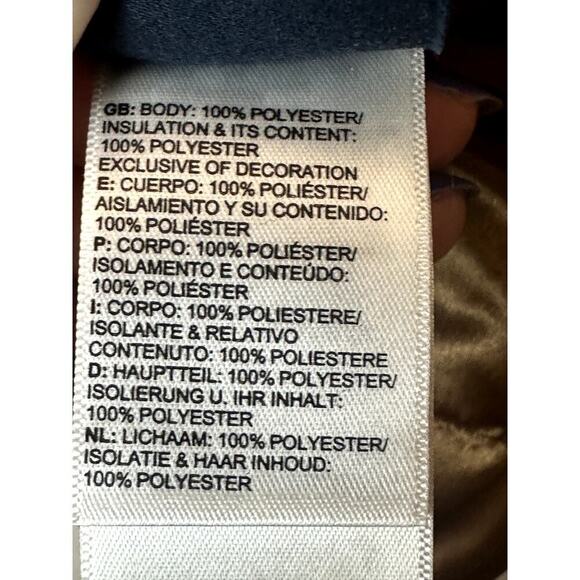 GB: BODY: 100% POLYESTER/
INSULATION & ITS CONTENT:
100% POLYESTER
EXCLUSIVE OF DECORATION
E: CUERPO: 100% POLIÉSTER/
AISLAMIENTO Y SU CONTENIDO:
100% POLIÉSTER
P: CORPO: 100% POLIÉSTER/
ISOLAMENTO E CONTEÚDO:
100% POLIÉSTER
I: CORPO: 100% POLIESTERE/
ISOLANTE & RELATIVO
CONTENUTO: 100% POLIESTERE
D: HAUPTTEIL: 100% POLYESTER/
ISOLIERUNG U. IHR INHALT:
100% POLYESTER
NL: LICHAAM: 100% POLYESTER/
ISOLATIE & HAAR INHOUD:
100% POLYESTER